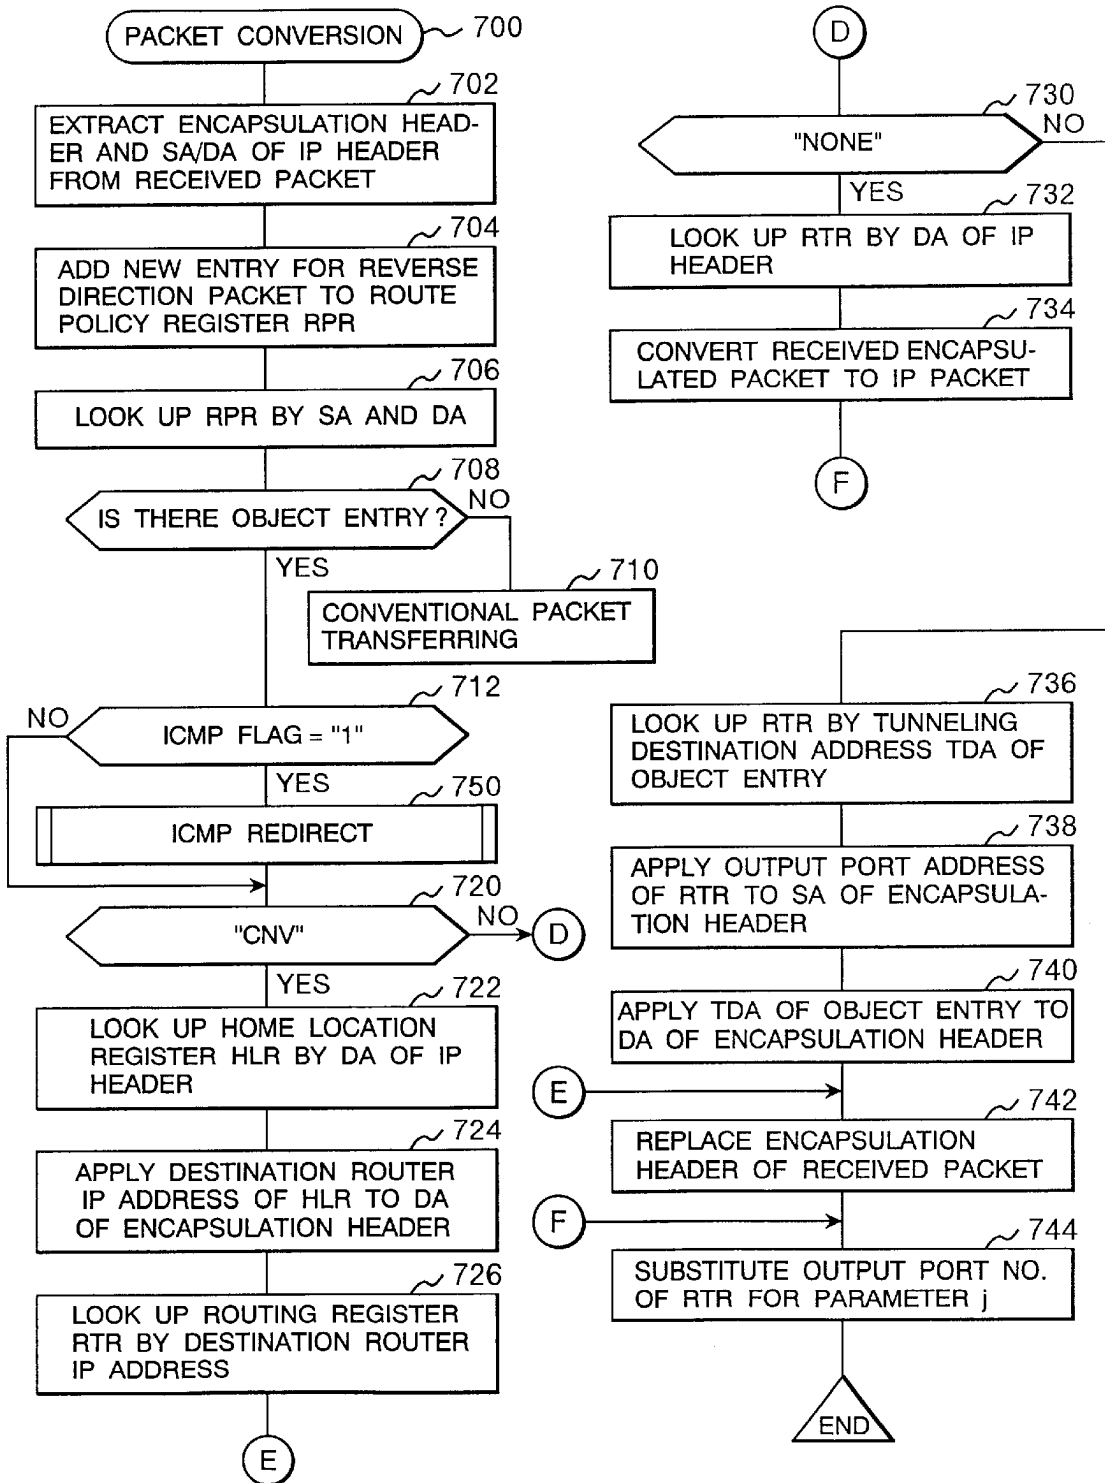 PACKET CONVERSION
700
702
EXTRACT ENCAPSULATION HEAD-
ER AND SA/DA OF IP HEADER
FROM RECEIVED PACKET
704
ADD NEW ENTRY FOR REVERSE
DIRECTION PACKET TO ROUTE
POLICY REGISTER RPR
706
LOOK UP RPR BY SA AND DA
708
IS THERE OBJECT ENTRY ?
NO
YES
710
CONVENTIONAL PACKET
TRANSFERRING
712
NO
ICMP FLAG = "1"
YES
750
ICMP REDIRECT
720
"CNV"
NO
D
YES
722
LOOK UP HOME LOCATION
REGISTER HLR BY DA OF IP
HEADER
724
APPLY DESTINATION ROUTER
IP ADDRESS OF HLR TO DA
OF ENCAPSULATION HEADER
726
LOOK UP ROUTING REGISTER
RTR BY DESTINATION ROUTER
IP ADDRESS
E
D
730
"NONE"
NO
YES
732
LOOK UP RTR BY DA OF IP
HEADER
734
CONVERT RECEIVED ENCAPSU-
LATED PACKET TO IP PACKET
F
736
LOOK UP RTR BY TUNNELING
DESTINATION ADDRESS TDA OF
OBJECT ENTRY
738
APPLY OUTPUT PORT ADDRESS
OF RTR TO SA OF ENCAPSULA-
TION HEADER
740
APPLY TDA OF OBJECT ENTRY TO
DA OF ENCAPSULATION HEADER
E
742
REPLACE ENCAPSULATION
HEADER OF RECEIVED PACKET
F
744
SUBSTITUTE OUTPUT PORT NO.
OF RTR FOR PARAMETER j
END